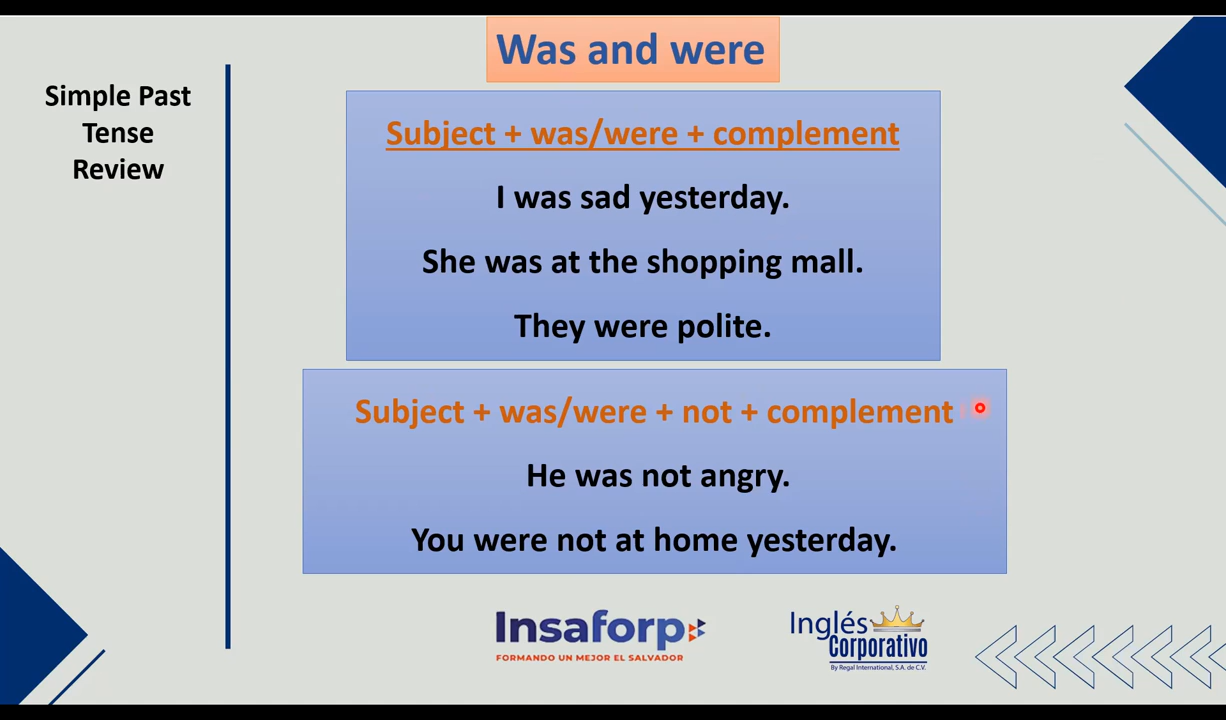 Was and were
Simple Past
Tense
Review
Subject + was/were + complement
I was sad yesterday.
She was at the shopping mall.
They were polite.
Subject + was/were + not + complement
He was not angry.
You were not at home yesterday.
Insaforp
FORMANDO UN MEJOR EL SALVADOR
Inglés
Corporativo
By Regal International, S.A. de C.V.